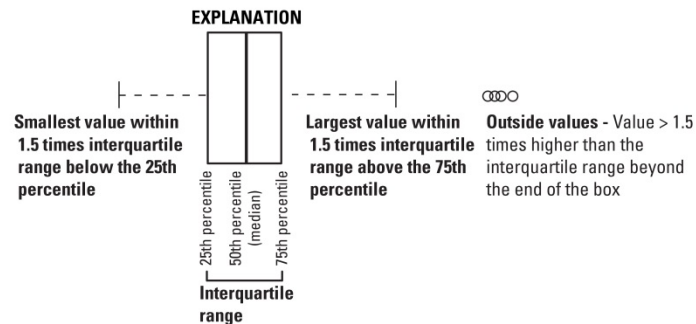 EXPLANATION
Smallest value within
1.5 times interquartile
range below the 25th
percentile
Largest value within
1.5 times interquartile
range above the 75th
percentile
Outside values - Value > 1.5
times higher than the
interquartile range beyond
the end of the box
25th percentile
50th percentile
(median)
75th percentile
Interquartile
range